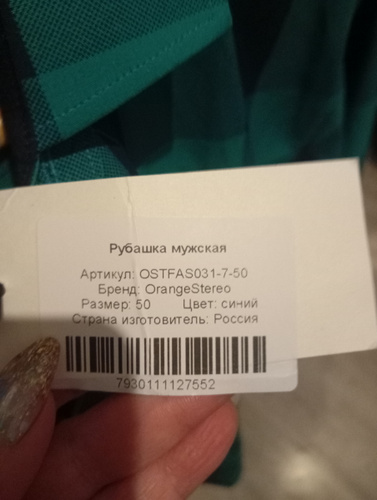 Рубашка мужская
Артикул: OSTFAS031-7-50
Бренд: OrangeStereo
Размер: 50 Цвет: синий
Страна изготовитель: Россия
7930111127552